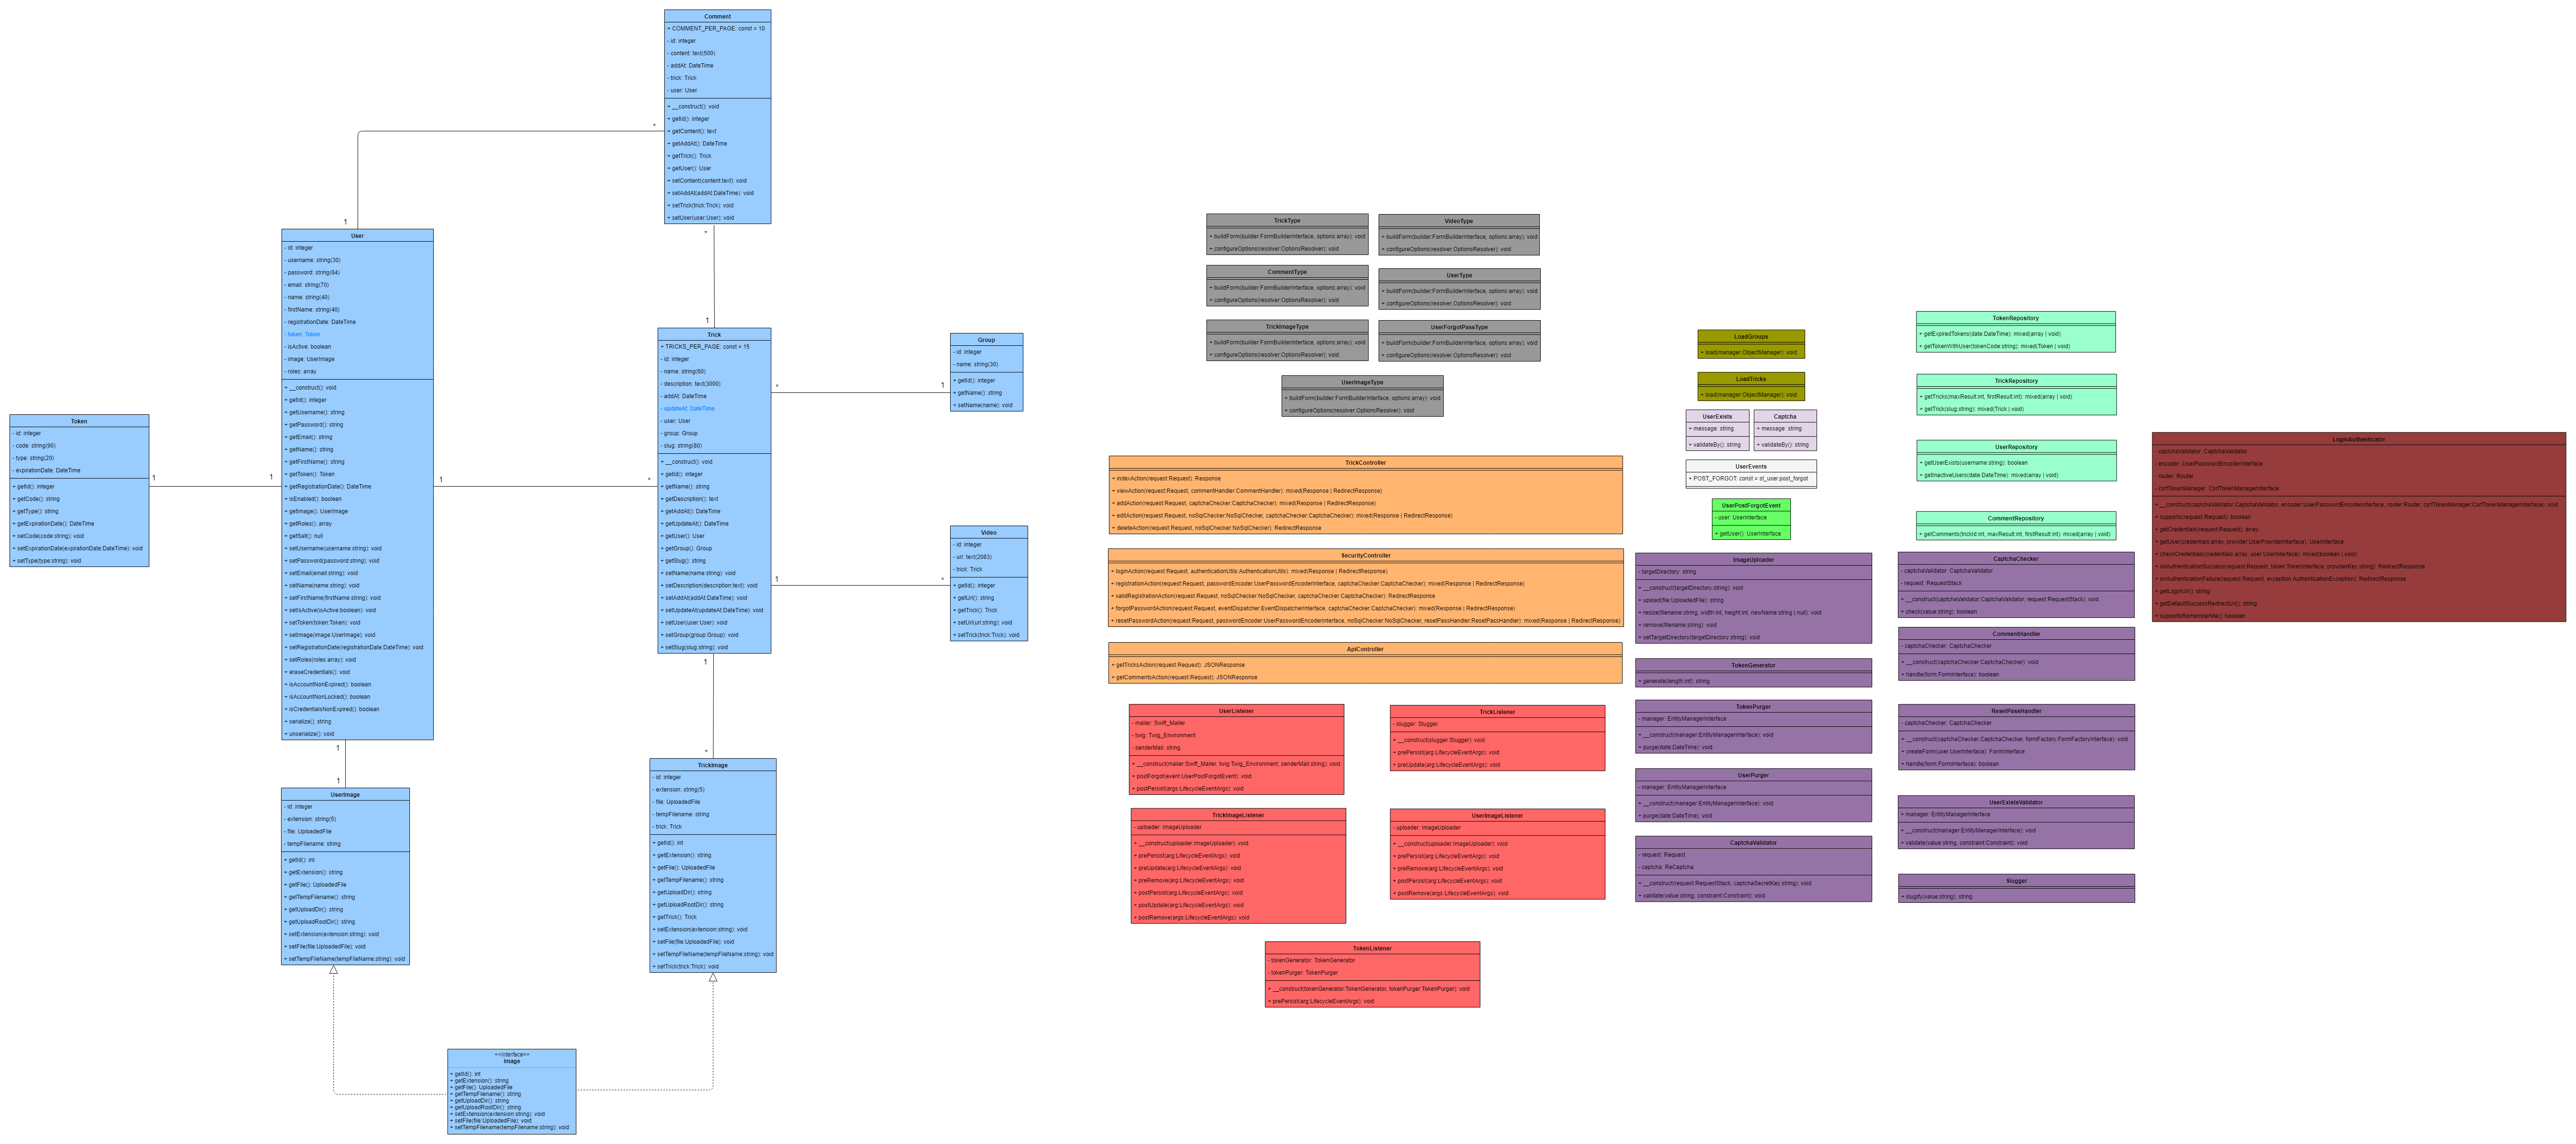 Comment
+ COMMENT_PER_PAGE: const = 10
- id: integer
- content: text(500)
- addAt: DateTime
- trick: Trick
- user: User
+ __construct(): void
+ getId(): integer
+ getContent(): text
+ getAddAt(): DateTime
+ getTrick(): Trick
+ getUser(): User
+ setContent(content:text): void
+ setAddAt(addAt:DateTime): void
+ setTrick(trick:Trick): void
+ setUser(user:User): void
*
1
*
1
User
- id: integer
- username: string(30)
- password: string(64)
- email: string(70)
- name: string(40)
- firstName: string(40)
- registrationDate: DateTime
- token: Token
- isActive: boolean
- image: UserImage
- roles: array
+ __construct(): void
+ getId(): integer
+ getUsername(): string
+ getPassword(): string
+ getEmail(): string
+ getName(): string
+ getFirstName(): string
+ getToken(): Token
+ getRegistrationDate(): DateTime
+ isEnabled(): boolean
+ getImage(): UserImage
+ getRoles(): array
+ getSalt(): null
+ setUsername(username:string): void
+ setPassword(password:string): void
+ setEmail(email:string): void
+ setName(name:string): void
+ setFirstName(firstName:string): void
+ setIsActive(isActive:boolean): void
+ setToken(token:Token): void
+ setImage(image:UserImage): void
+ setRegistrationDate(registrationDate:DateTime): void
+ setRoles(roles:array): void
+ eraseCredentials(): void
+ isAccountNonExpired(): boolean
+ isAccountNonLocked(): boolean
+ isCredentialsNonExpired(): boolean
+ serialize(): string
+ unserialize(): void
Token
- id: integer
- code: string(90)
- type: string(20)
- expirationDate: DateTime
+ getId(): integer
+ getCode(): string
+ getType(): string
+ getExpirationDate(): DateTime
+ setCode(code:string): void
+ setExpirationDate(expirationDate:DateTime): void
+ setType(type:string): void
1
1
1
*
Trick
+ TRICKS_PER_PAGE: const = 15
- id: integer
- name: string(60)
- description: text(3000)
- addAt: DateTime
- updateAt: DateTime
- user: User
- group: Group
- slug: string(80)
+ __construct(): void
+ getId(): integer
+ getName(): string
+ getDescription(): text
+ getAddAt(): DateTime
+ getUpdateAt(): DateTime
+ getUser(): User
+ getGroup(): Group
+ getSlug(): string
+ setName(name:string): void
+ setDescription(description:text): void
+ setAddAt(addAt:DateTime): void
+ setUpdateAt(updateAt:DateTime): void
+ setUser(user:User): void
+ setGroup(group:Group): void
+ setSlug(slug:string): void
*
1
Group
- id: integer
- name: string(30)
+ getId(): integer
+ getName(): string
+ setName(name): void
1
*
Video
- id: integer
- url: text(2083)
- trick: Trick
+ getId(): integer
+ getUrl(): string
+ getTrick(): Trick
+ setUrl(url:string): void
+ setTrick(trick:Trick): void
1
1
UserImage
- id: integer
- extension: string(5)
- file: UploadedFile
- tempFilename: string
+ getId(): int
+ getExtension(): string
+ getFile(): UploadedFile
+ getTempFilename(): string
+ getUploadDir(): string
+ getUploadRootDir(): string
+ setExtension(extension:string): void
+ setFile(file:UploadedFile): void
+ setTempFileName(tempFileName:string): void
1
*
TrickImage
- id: integer
- extension: string(5)
- file: UploadedFile
- tempFilename: string
- trick: Trick
+ getId(): int
+ getExtension(): string
+ getFile(): UploadedFile
+ getTempFilename(): string
+ getUploadDir(): string
+ getUploadRootDir(): string
+ getTrick(): Trick
+ setExtension(extension:string): void
+ setFile(file:UploadedFile): void
+ setTempFileName(tempFileName:string): void
+ setTrick(trick:Trick): void
<<interface>>
Image
+ getId(): int
+ getExtension(): string
+ getFile(): UploadedFile
+ getTempFilename(): string
+ getUploadDir(): string
+ getUploadRootDir(): string
+ setExtension(extension:string): void
+ setFile(file:UploadedFile): void
+ setTempFilename(tempFilename:string): void
TrickType
+ buildForm(builder:FormBuilderInterface, options:array): void
+ configureOptions(resolver:OptionsResolver): void
VideoType
+ buildForm(builder:FormBuilderInterface, options:array): void
+ configureOptions(resolver:OptionsResolver): void
CommentType
+ buildForm(builder:FormBuilderInterface, options:array): void
+ configureOptions(resolver:OptionsResolver): void
UserType
+ buildForm(builder:FormBuilderInterface, options:array): void
+ configureOptions(resolver:OptionsResolver): void
TrickImageType
+ buildForm(builder:FormBuilderInterface, options:array): void
+ configureOptions(resolver:OptionsResolver): void
UserForgotPassType
+ buildForm(builder:FormBuilderInterface, options:array): void
+ configureOptions(resolver:OptionsResolver): void
UserImageType
+ buildForm(builder:FormBuilderInterface, options:array): void
+ configureOptions(resolver:OptionsResolver): void
TrickController
+ indexAction(request:Request): Response
+ viewAction(request:Request, commentHandler:CommentHandler): mixed(Response | RedirectResponse)
+ addAction(request:Request, captchaChecker:CaptchaChecker): mixed(Response | RedirectResponse)
+ editAction(request:Request, noSqlChecker:NoSqlChecker, captchaChecker:CaptchaChecker): mixed(Response | RedirectResponse)
+ deleteAction(request:Request, noSqlChecker:NoSqlChecker): RedirectResponse
SecurityController
+ loginAction(request:Request, authenticationUtils:AuthenticationUtils): mixed(Response | RedirectResponse)
+ registrationAction(request:Request, passwordEncoder:UserPasswordEncoderInterface, captchaChecker:CaptchaChecker): mixed(Response | RedirectResponse)
+ validRegistrationAction(request:Request, noSqlChecker:NoSqlChecker, captchaChecker:CaptchaChecker): RedirectResponse
+ forgotPasswordAction(request:Request, eventDispatcher:EventDispatcherInterface, captchaChecker:CaptchaChecker): mixed(Response | RedirectResponse)
+ resetPasswordAction(request:Request, passwordEncoder:UserPasswordEncoderInterface, noSqlChecker:NoSqlChecker, resetPassHandler:ResetPassHandler): mixed(Response | RedirectResponse)
ApiController
+ getTricksAction(request:Request): JSONResponse
+ getCommentsAction(request:Request): JSONResponse
UserListener
- mailer: Swift_Mailer
- twig: Twig_Environment
- senderMail: string
+ __construct(mailer:Swift_Mailer, twig:Twig_Environment, senderMail:string): void
+ postForgot(event:UserPostForgotEvent): void
+ postPersist(args:LifecycleEventArgs): void
TrickListener
- slugger: Slugger
+ __construct(slugger:Slugger): void
+ prePersist(arg:LifecycleEventArgs): void
+ preUpdate(arg:LifecycleEventArgs): void
TrickImageListener
- uploader: ImageUploader
+ __construct(uploader:ImageUploader): void
+ prePersist(arg:LifecycleEventArgs): void
+ preUpdate(arg:LifecycleEventArgs): void
+ preRemove(arg:LifecycleEventArgs): void
+ postPersist(arg:LifecycleEventArgs): void
+ postUpdate(arg:LifecycleEventArgs): void
+ postRemove(args:LifecycleEventArgs): void
UserImageListener
- uploader: ImageUploader
+ __construct(uploader:ImageUploader): void
+ prePersist(arg:LifecycleEventArgs): void
+ preRemove(arg:LifecycleEventArgs): void
+ postPersist(arg:LifecycleEventArgs): void
+ postRemove(args:LifecycleEventArgs): void
TokenListener
- tokenGenerator: TokenGenerator
- tokenPurger: TokenPurger
+ __construct(tokenGenerator:TokenGenerator, tokenPurger:TokenPurger): void
+ prePersist(arg:LifecycleEventArgs): void
LoadGroups
+ load(manager:ObjectManager): void
LoadTricks
+ load(manager:ObjectManager): void
UserExists
+ message: string
+ validateBy(): string
Captcha
+ message: string
+ validateBy(): string
UserEvents
+ POST_FORGOT: const = st_user.post_forgot
UserPostForgotEvent
- user: UserInterface
+ getUser(): UserInterface
ImageUploader
- targetDirectory: string
+ __construct(targetDirectory:string): void
+ upload(file:UploadedFile): string
+ resize(filename:string, width:int, height:int, newName:string | null): void
+ remove(filename:string): void
+ setTargetDirectory(targetDirectory:string): void
TokenGenerator
+ generate(length:int): string
TokenPurger
- manager: EntityManagerInterface
+ __construct(manager:EntityManagerInterface): void
+ purge(date:DateTime): void
UserPurger
- manager: EntityManagerInterface
+ __construct(manager:EntityManagerInterface): void
+ purge(date:DateTime): void
CaptchaValidator
- request: Request
- captcha: ReCaptcha
+ __construct(request:RequestStack, captchaSecretKey:string): void
+ validate(value:string, constraint:Constraint): void
TokenRepository
+ getExpiredTokens(date:DateTime): mixed(array | void)
+ getTokenWithUser(tokenCode:string): mixed(Token | void)
TrickRepository
+ getTricks(maxResult:int, firstResult:int): mixed(array | void)
+ getTrick(slug:string): mixed(Trick | void)
UserRepository
+ getUserExists(username:string): boolean
+ getInactiveUsers(date:DateTime): mixed(array | void)
CommentRepository
+ getComments(trickId:int, maxResult:int, firstResult:int): mixed(array | void)
CaptchaChecker
- captchaValidator: CaptchaValidator
- request: RequestStack
+ __construct(captchaValidator:CaptchaValidator, request:RequestStack): void
+ check(value:string): boolean
CommentHandler
- captchaChecker: CaptchaChecker
+ __construct(captchaChecker:CaptchaChecker): void
+ handle(form:FormInterface): boolean
ResetPassHandler
- captchaChecker: CaptchaChecker
+ __construct(captchaChecker:CaptchaChecker, formFactory:FormFactoryInterface): void
+ createForm(user:UserInterface): FormInterface
+ handle(form:FormInterface): boolean
UserExistsValidator
+ manager: EntityManagerInterface
+ __construct(manager:EntityManagerInterface): void
+ validate(value:string, constraint:Constraint): void
Slugger
+ slugify(value:string): string
LoginAuthenticator
- captchaValidator: CaptchaValidator
- encoder: UserPasswordEncoderInterface
- router: Router
- csrfTokenManager: CsrfTokenManagerInterface
+ __construct(captchaValidator:CaptchaValidator, encoder:UserPasswordEncoderInterface, router:Router, csrfTokenManager:CsrfTokenManagerInterface): void
+ supports(request:Request): boolean
+ getCredentials(request:Request): array
+ getUser(credentials:array, provider:UserProviderInterface): UserInterface
+ checkCredentials(credentials:array, user:UserInterface): mixed(boolean | void)
+ onAuthenticationSuccess(request:Request, token:TokenInterface, providerKey:string): RedirectResponse
+ onAuthenticationFailure(request:Request, exception:AuthenticationException): RedirectResponse
+ getLoginUrl(): string
+ getDefaultSuccessRedirectUrl(): string
+ supportsRememberMe(): boolean